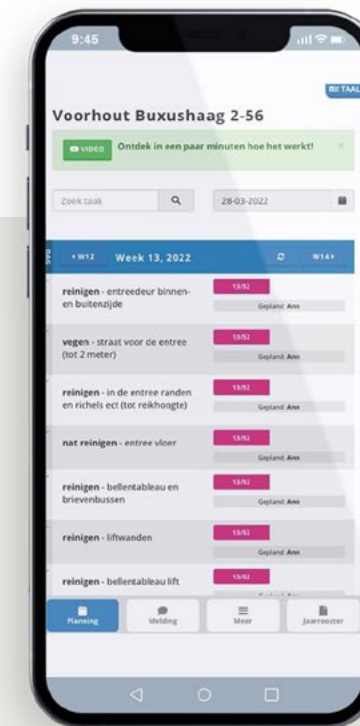 9:45
TAAL
Voorhout Buxushaag 2-56
VIDEO Ontdek in een paar minuten hoe het werkt! ×
Zoek taak 28-03-2022
DAG W12 Week 13, 2022 W14
reinigen - entreedeur binnen- 13/52
en buitenzijde Gepland: Ann
vegen - straat voor de entree 13/52
(tot 2 meter) Gepland: Ann
reinigen - in de entree randen 13/52
en richels ect (tot reikhoogte) Gepland: Ann
nat reinigen - entree vloer 13/52
Gepland: Ann
reinigen - bellentableau en 13/52
brievenbussen Gepland: Ann
reinigen - liftwanden 13/52
Gepland: Ann
reinigen - bellentableau lift 13/52
Gepland: Ann
Planning Melding Meer Jaarrooster